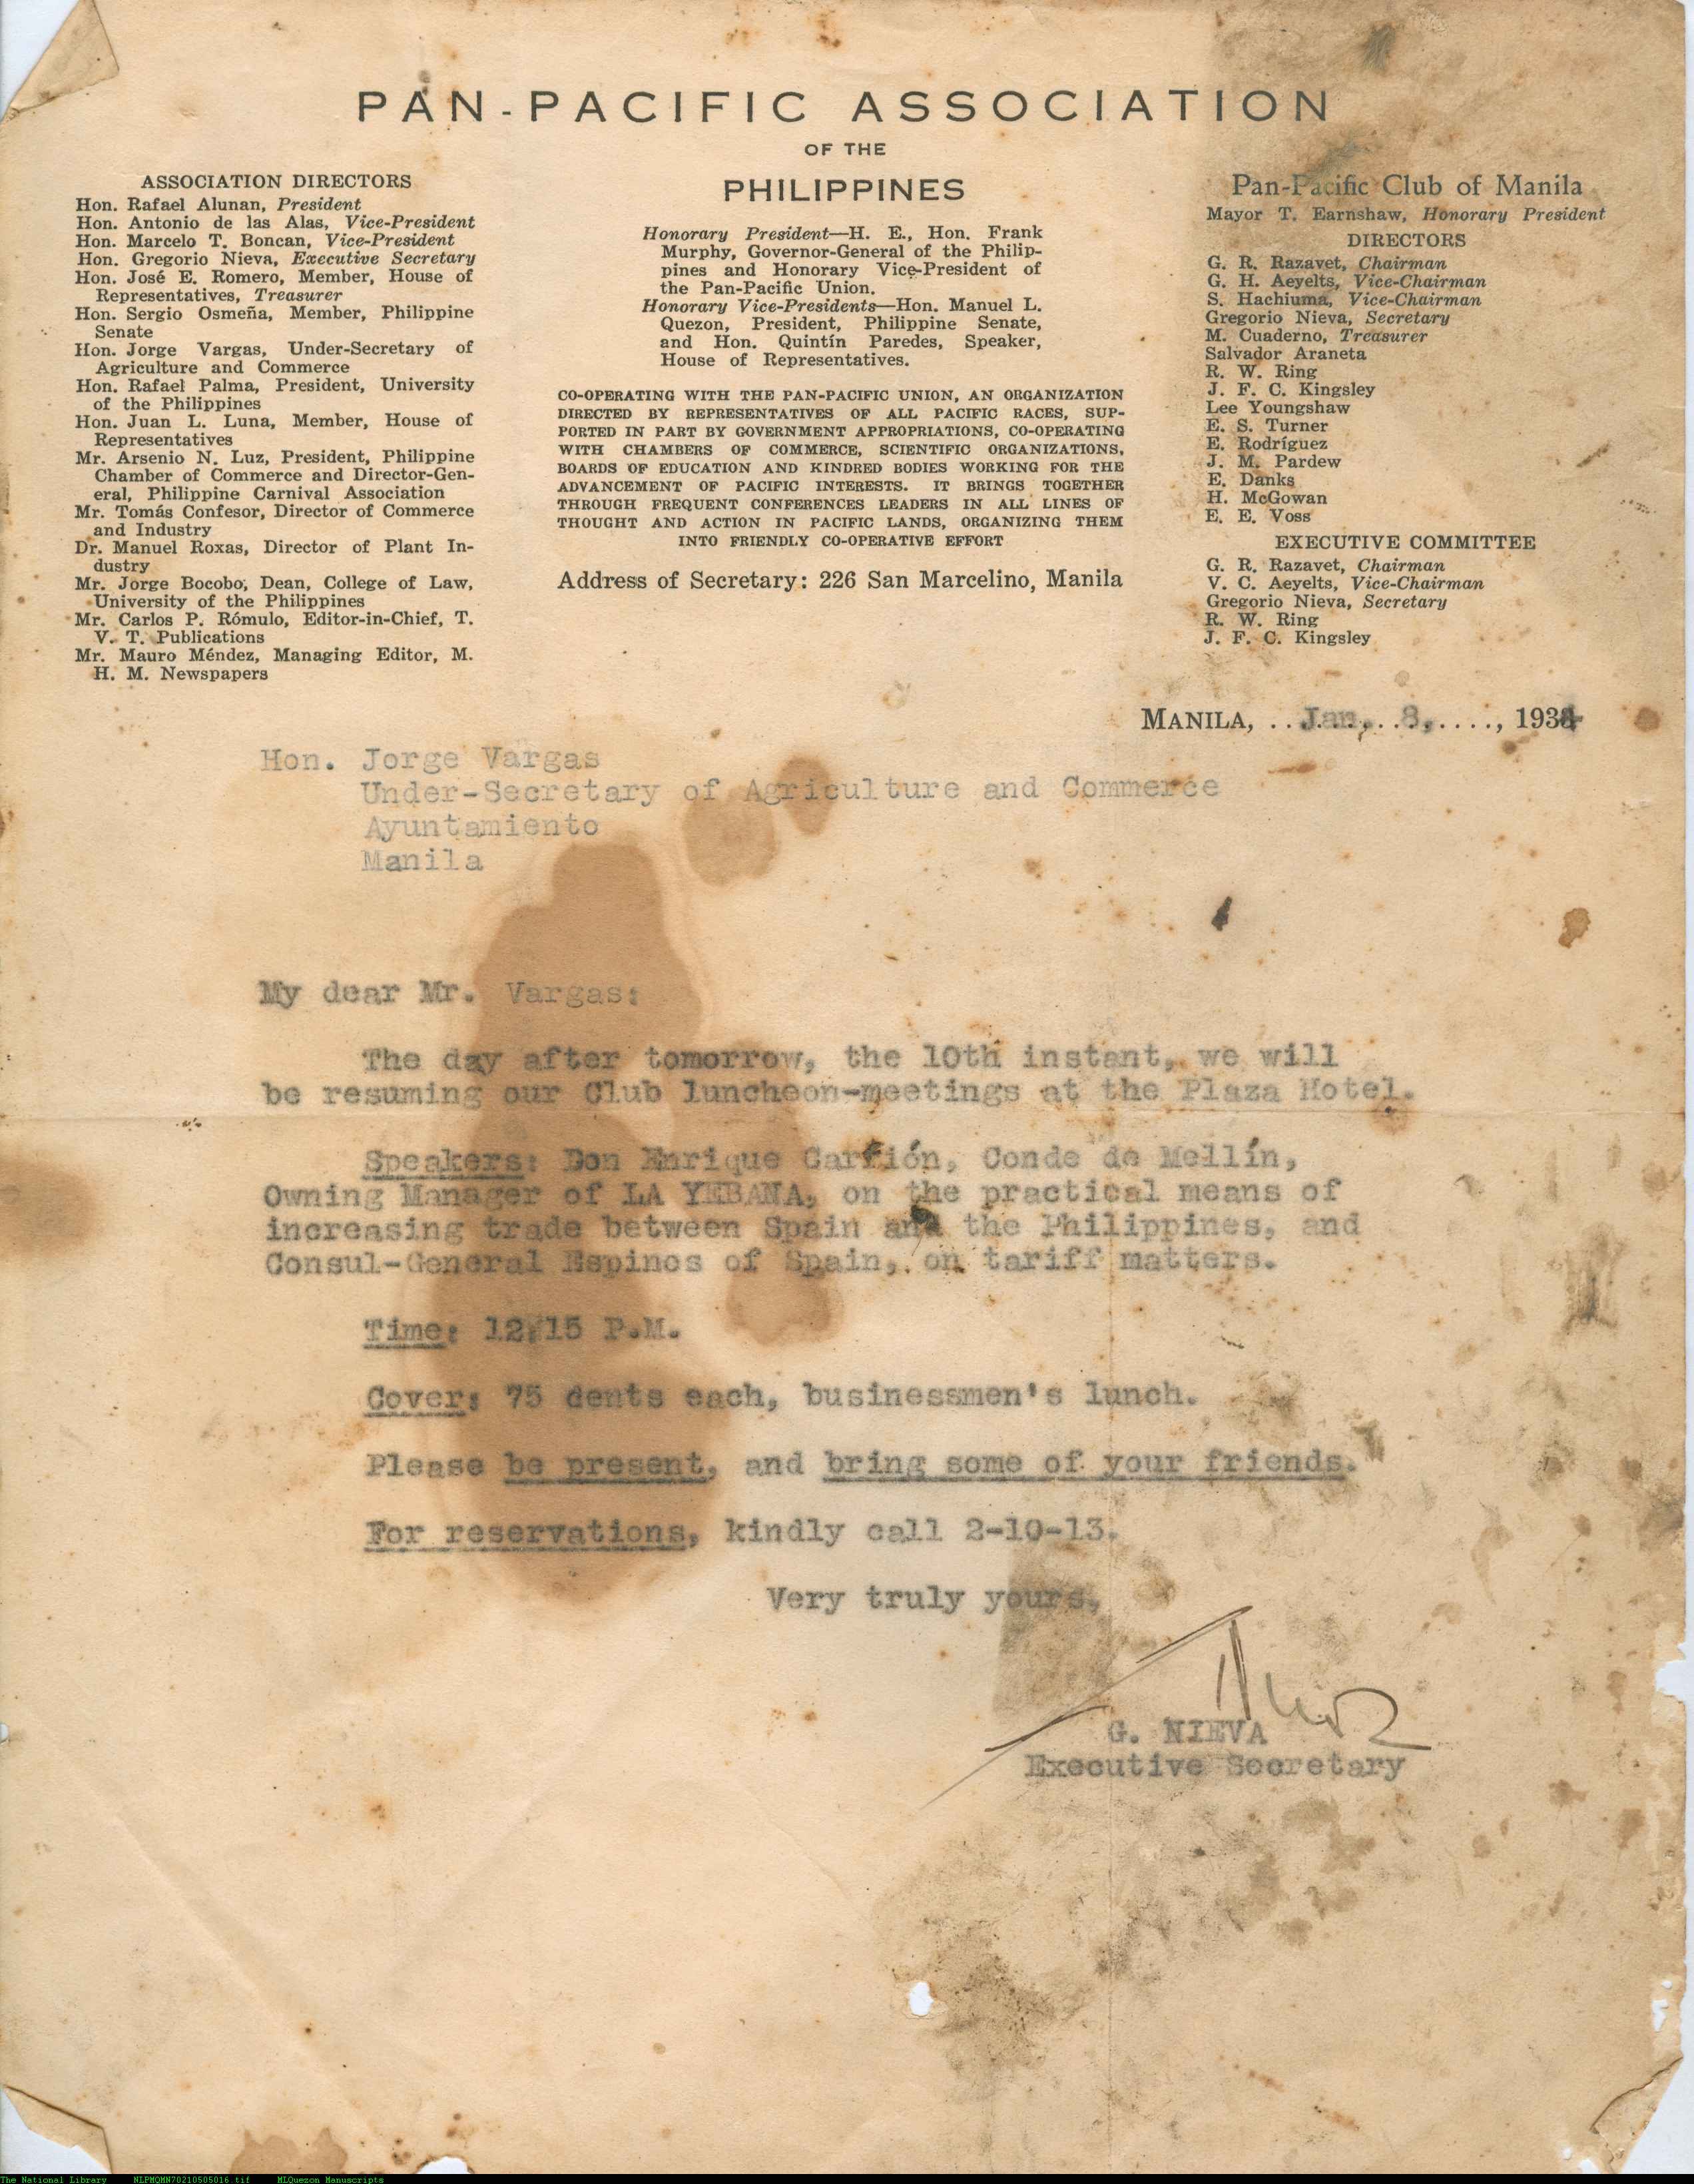 PAN-PACIFIC ASSOCIATION
OF THE
PHILIPPINES
ASSOCIATION DIRECTORS
Hon. Rafael Alunan, President
Hon. Antonio de las Alas, Vice-President
Hon. Marcelo T. Boncan, Vice-President
Hon. Gregorio Nieva, Executive Secretary
Hon. José E. Romero, Member, House of
Representatives, Treasurer
Hon. Sergio Osmeña, Member, Philippine
Senate
Hon. Jorge Vargas, Under-Secretary of
Agriculture and Commerce
Hon. Rafael Palma, President, University
of the Philippines
Hon. Juan L. Luna, Member, House of
Representatives
Mr. Arsenio N. Luz, President, Philippine
Chamber of Commerce and Director-Gen-
eral, Philippine Carnival Association
Mr. Tomás Confesor, Director of Commerce
and Industry
Dr. Manuel Roxas, Director of Plant In-
dustry
Mr. Jorge Bocobo, Dean, College of Law,
University of the Philippines
Mr. Carlos P. Rómulo, Editor-in-Chief, T.
V. T. Publications
Mr. Mauro Méndez, Managing Editor, M.
H. M. Newspapers
Honorary President—H. E., Hon. Frank
Murphy, Governor-General of the Philip-
pines and Honorary Vice-President of
the Pan-Pacific Union.
Honorary Vice-Presidents—Hon. Manuel L.
Quezon, President, Philippine Senate,
and Hon. Quintín Paredes, Speaker,
House of Representatives.
CO-OPERATING WITH THE PAN-PACIFIC UNION, AN ORGANIZATION
DIRECTED BY REPRESENTATIVES OF ALL PACIFIC RACES, SUP-
PORTED IN PART BY GOVERNMENT APPROPRIATIONS, CO-OPERATING
WITH CHAMBERS OF COMMERCE, SCIENTIFIC ORGANIZATIONS,
BOARDS OF EDUCATION AND KINDRED BODIES WORKING FOR THE
ADVANCEMENT OF PACIFIC INTERESTS. IT BRINGS TOGETHER
THROUGH FREQUENT CONFERENCES LEADERS IN ALL LINES OF
THOUGHT AND ACTION IN PACIFIC LANDS, ORGANIZING THEM
INTO FRIENDLY CO-OPERATIVE EFFORT
Address of Secretary: 226 San Marcelino, Manila
Pan-Pacific Club of Manila
Mayor T. Earnshaw, Honorary President
DIRECTORS
G. R. Razavet, Chairman
G. H. Aeyelts, Vice-Chairman
S. Hachiuma, Vice-Chairman
Gregorio Nieva, Secretary
M. Cuaderno, Treasurer
Salvador Araneta
R. W. Ring
J. F. C. Kingsley
Lee Youngshaw
E. S. Turner
E. Rodríguez
J. M. Pardew
E. Danks
H. McGowan
E. E. Voss
EXECUTIVE COMMITTEE
G. R. Razavet, Chairman
V. C. Aeyelts, Vice-Chairman
Gregorio Nieva, Secretary
R. W. Ring
J. F. C. Kingsley
MANILA, ..Jan,..8,...., 1934
Hon. Jorge Vargas
Under-Secretary of Agriculture and Commerce
Ayuntamiento
Manila
My dear Mr. Vargas:
The day after tomorrow, the 10th instant, we will
be resuming our Club luncheon-meetings at the Plaza Hotel.
Speakers: Don Enrique Carrión, Conde de Mellín,
Owning Manager of LA YEBANA, on the practical means of
increasing trade between Spain and the Philippines, and
Consul-General Espinos of Spain, on tariff matters.
Time: 12:15 P.M.
Cover: 75 dents each, businessmen's lunch.
Please be present, and bring some of your friends.
For reservations, kindly call 2-10-13.
Very truly yours,
G. NIEVA
Executive Secretary
The National Library NLPMQMN70210505016.tif MLQuezon Manuscripts